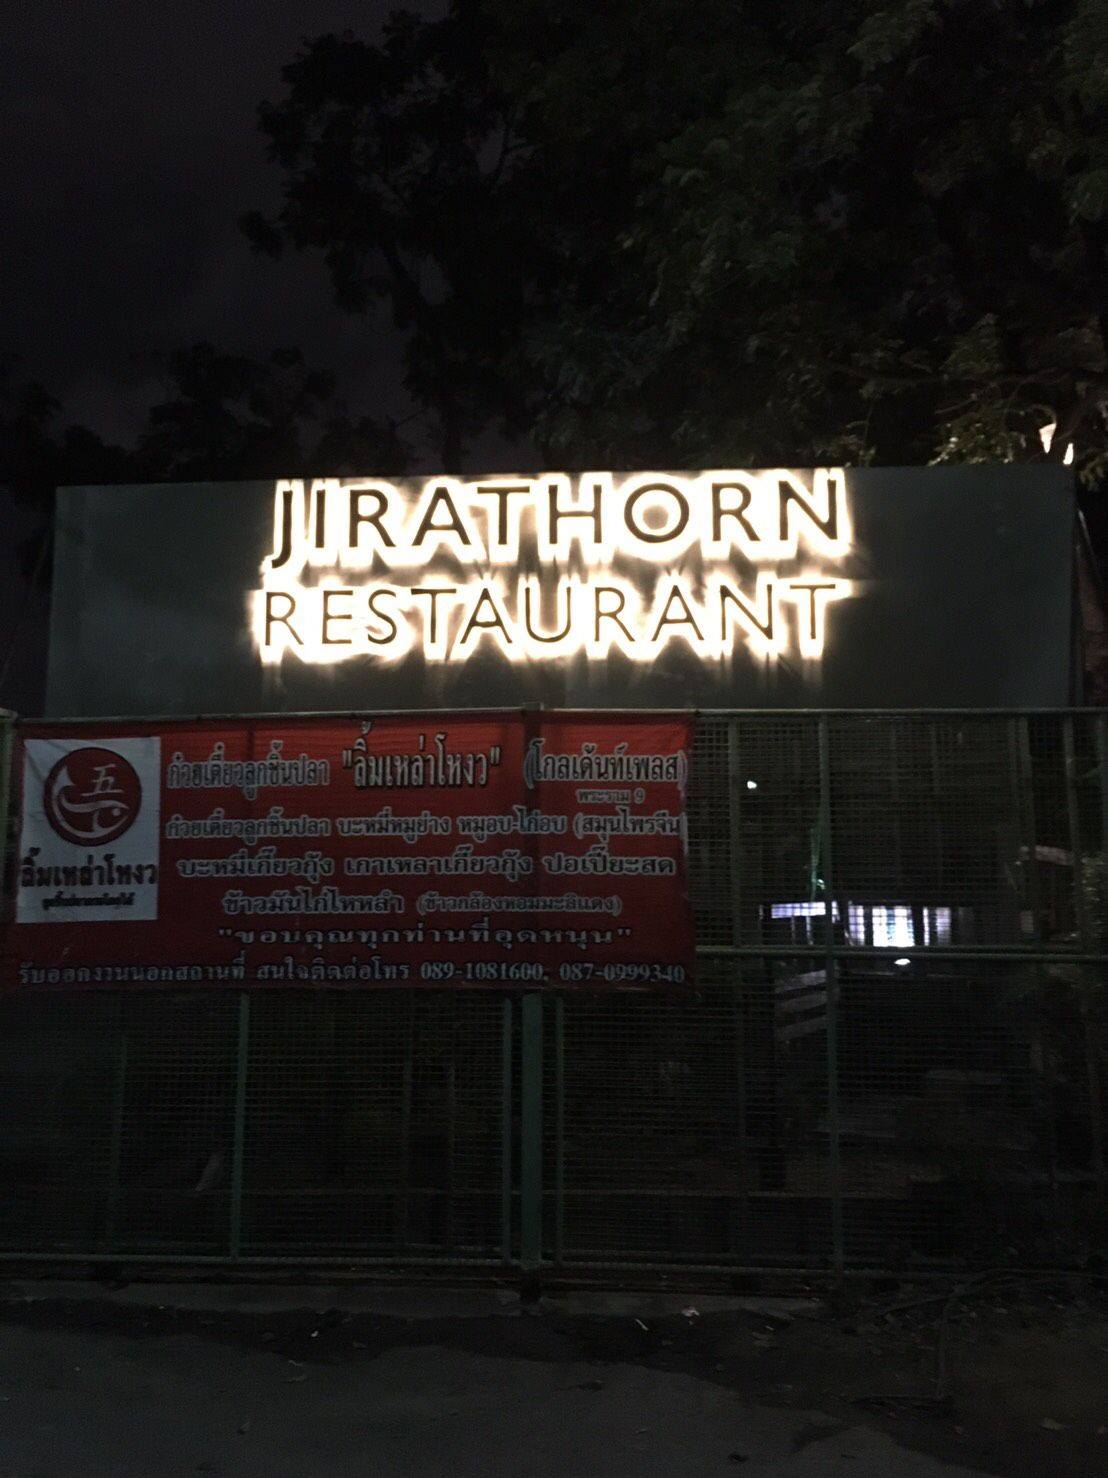 JIRATHORN
RESTAURANT
五
ลิ้มเหล่าโหงว
ก๋วยเตี๋ยวลูกชิ้นปลา "ลิ้มเหล่าโหงว" (โกลเด้นท์เพลส)
พระราม 9
ก๋วยเตี๋ยวลูกชิ้นปลา บะหมี่หมูย่าง หมูอบ-ไก่อบ (สมุนไพรจีน)
บะหมี่เกี๊ยวกุ้ง เกาเหลาเกี๊ยวกุ้ง ปอเปี๊ยะสด
ข้าวมันไก่ไหหลำ (ข้าวกล้องหอมมะลิแดง)
"ขอบคุณทุกท่านที่อุดหนุน"
รับออกงานนอกสถานที่ สนใจติดต่อโทร 089-1081600, 087-0999340